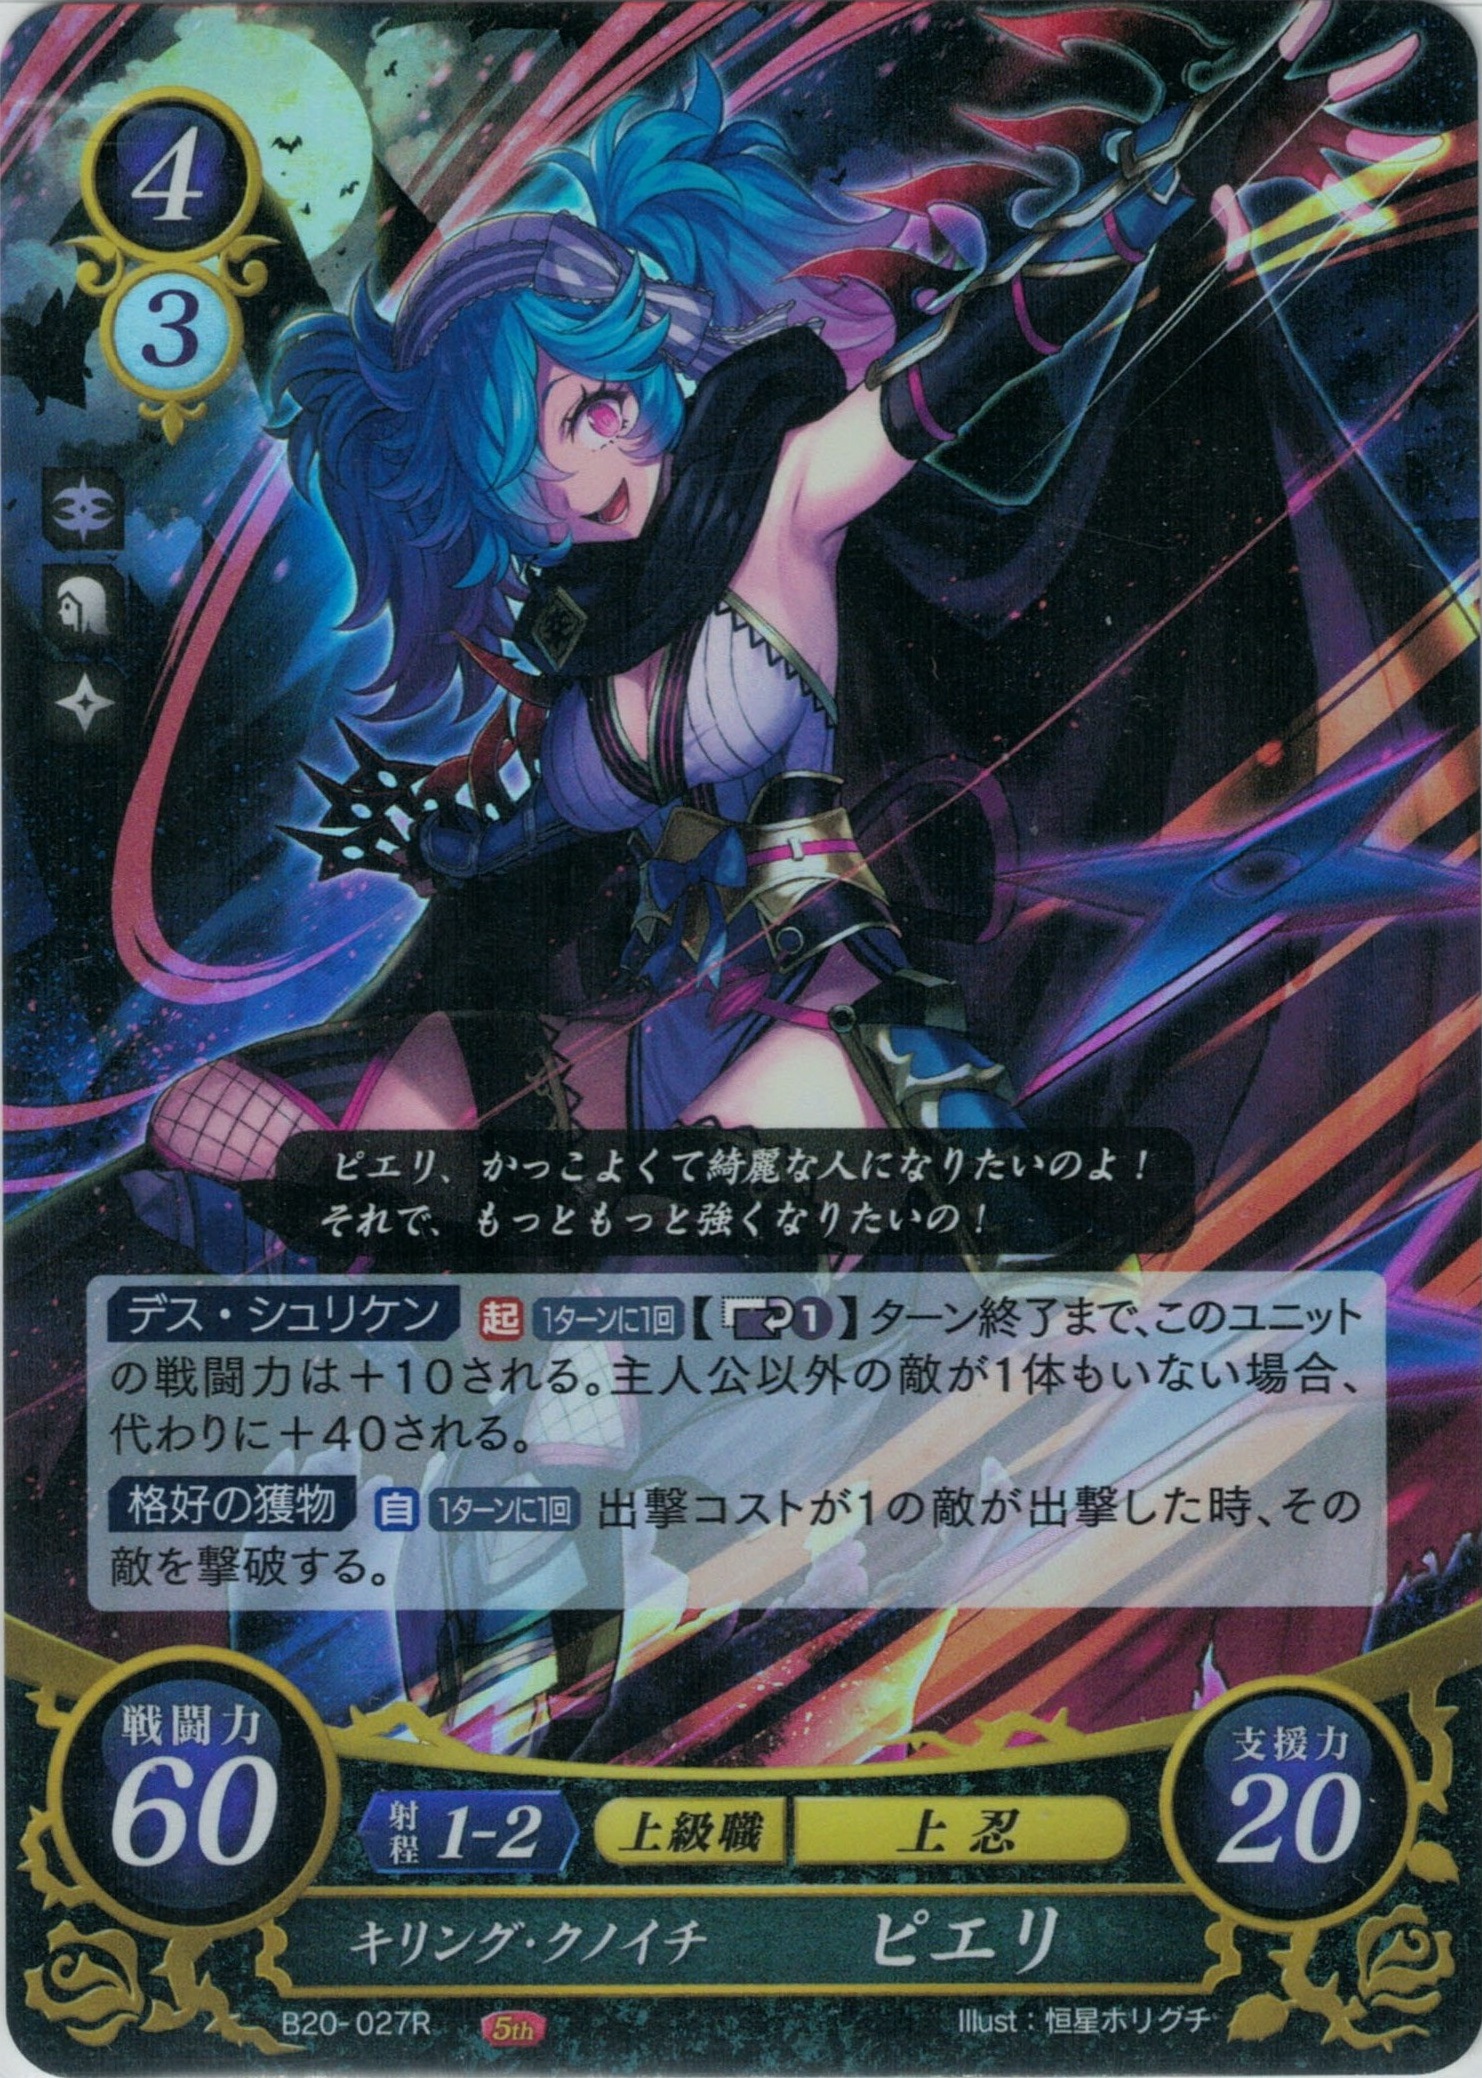 4
3
ピエリ、かっこよくて綺麗な人になりたいのよ！
それで、もっともっと強くなりたいの！
デス・シュリケン 起 1ターンに1回【1】ターン終了まで、このユニット
の戦闘力は＋10される。主人公以外の敵が1体もいない場合、
代わりに＋40される。
格好の獲物 自 1ターンに1回 出撃コストが1の敵が出撃した時、その
敵を撃破する。
戦闘力
60
射程 1-2
上級職 上忍
支援力
20
キリング・クノイチ ピエリ
B20-027R 5th Illust：恒星ホリグチ